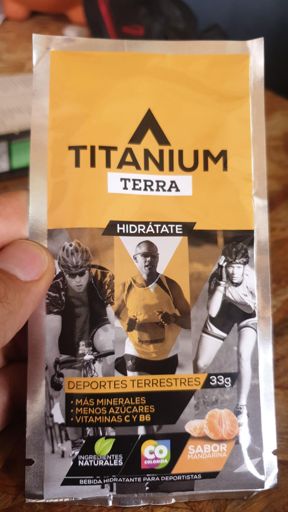 TITANIUM
TERRA
HIDRÁTATE
DEPORTES TERRESTRES 33g
• MÁS MINERALES
• MENOS AZÚCARES
• VITAMINAS C Y B6
INGREDIENTES
NATURALES
CO
COLOMBIA
SABOR
MANDARINA
BEBIDA HIDRATANTE PARA DEPORTISTAS